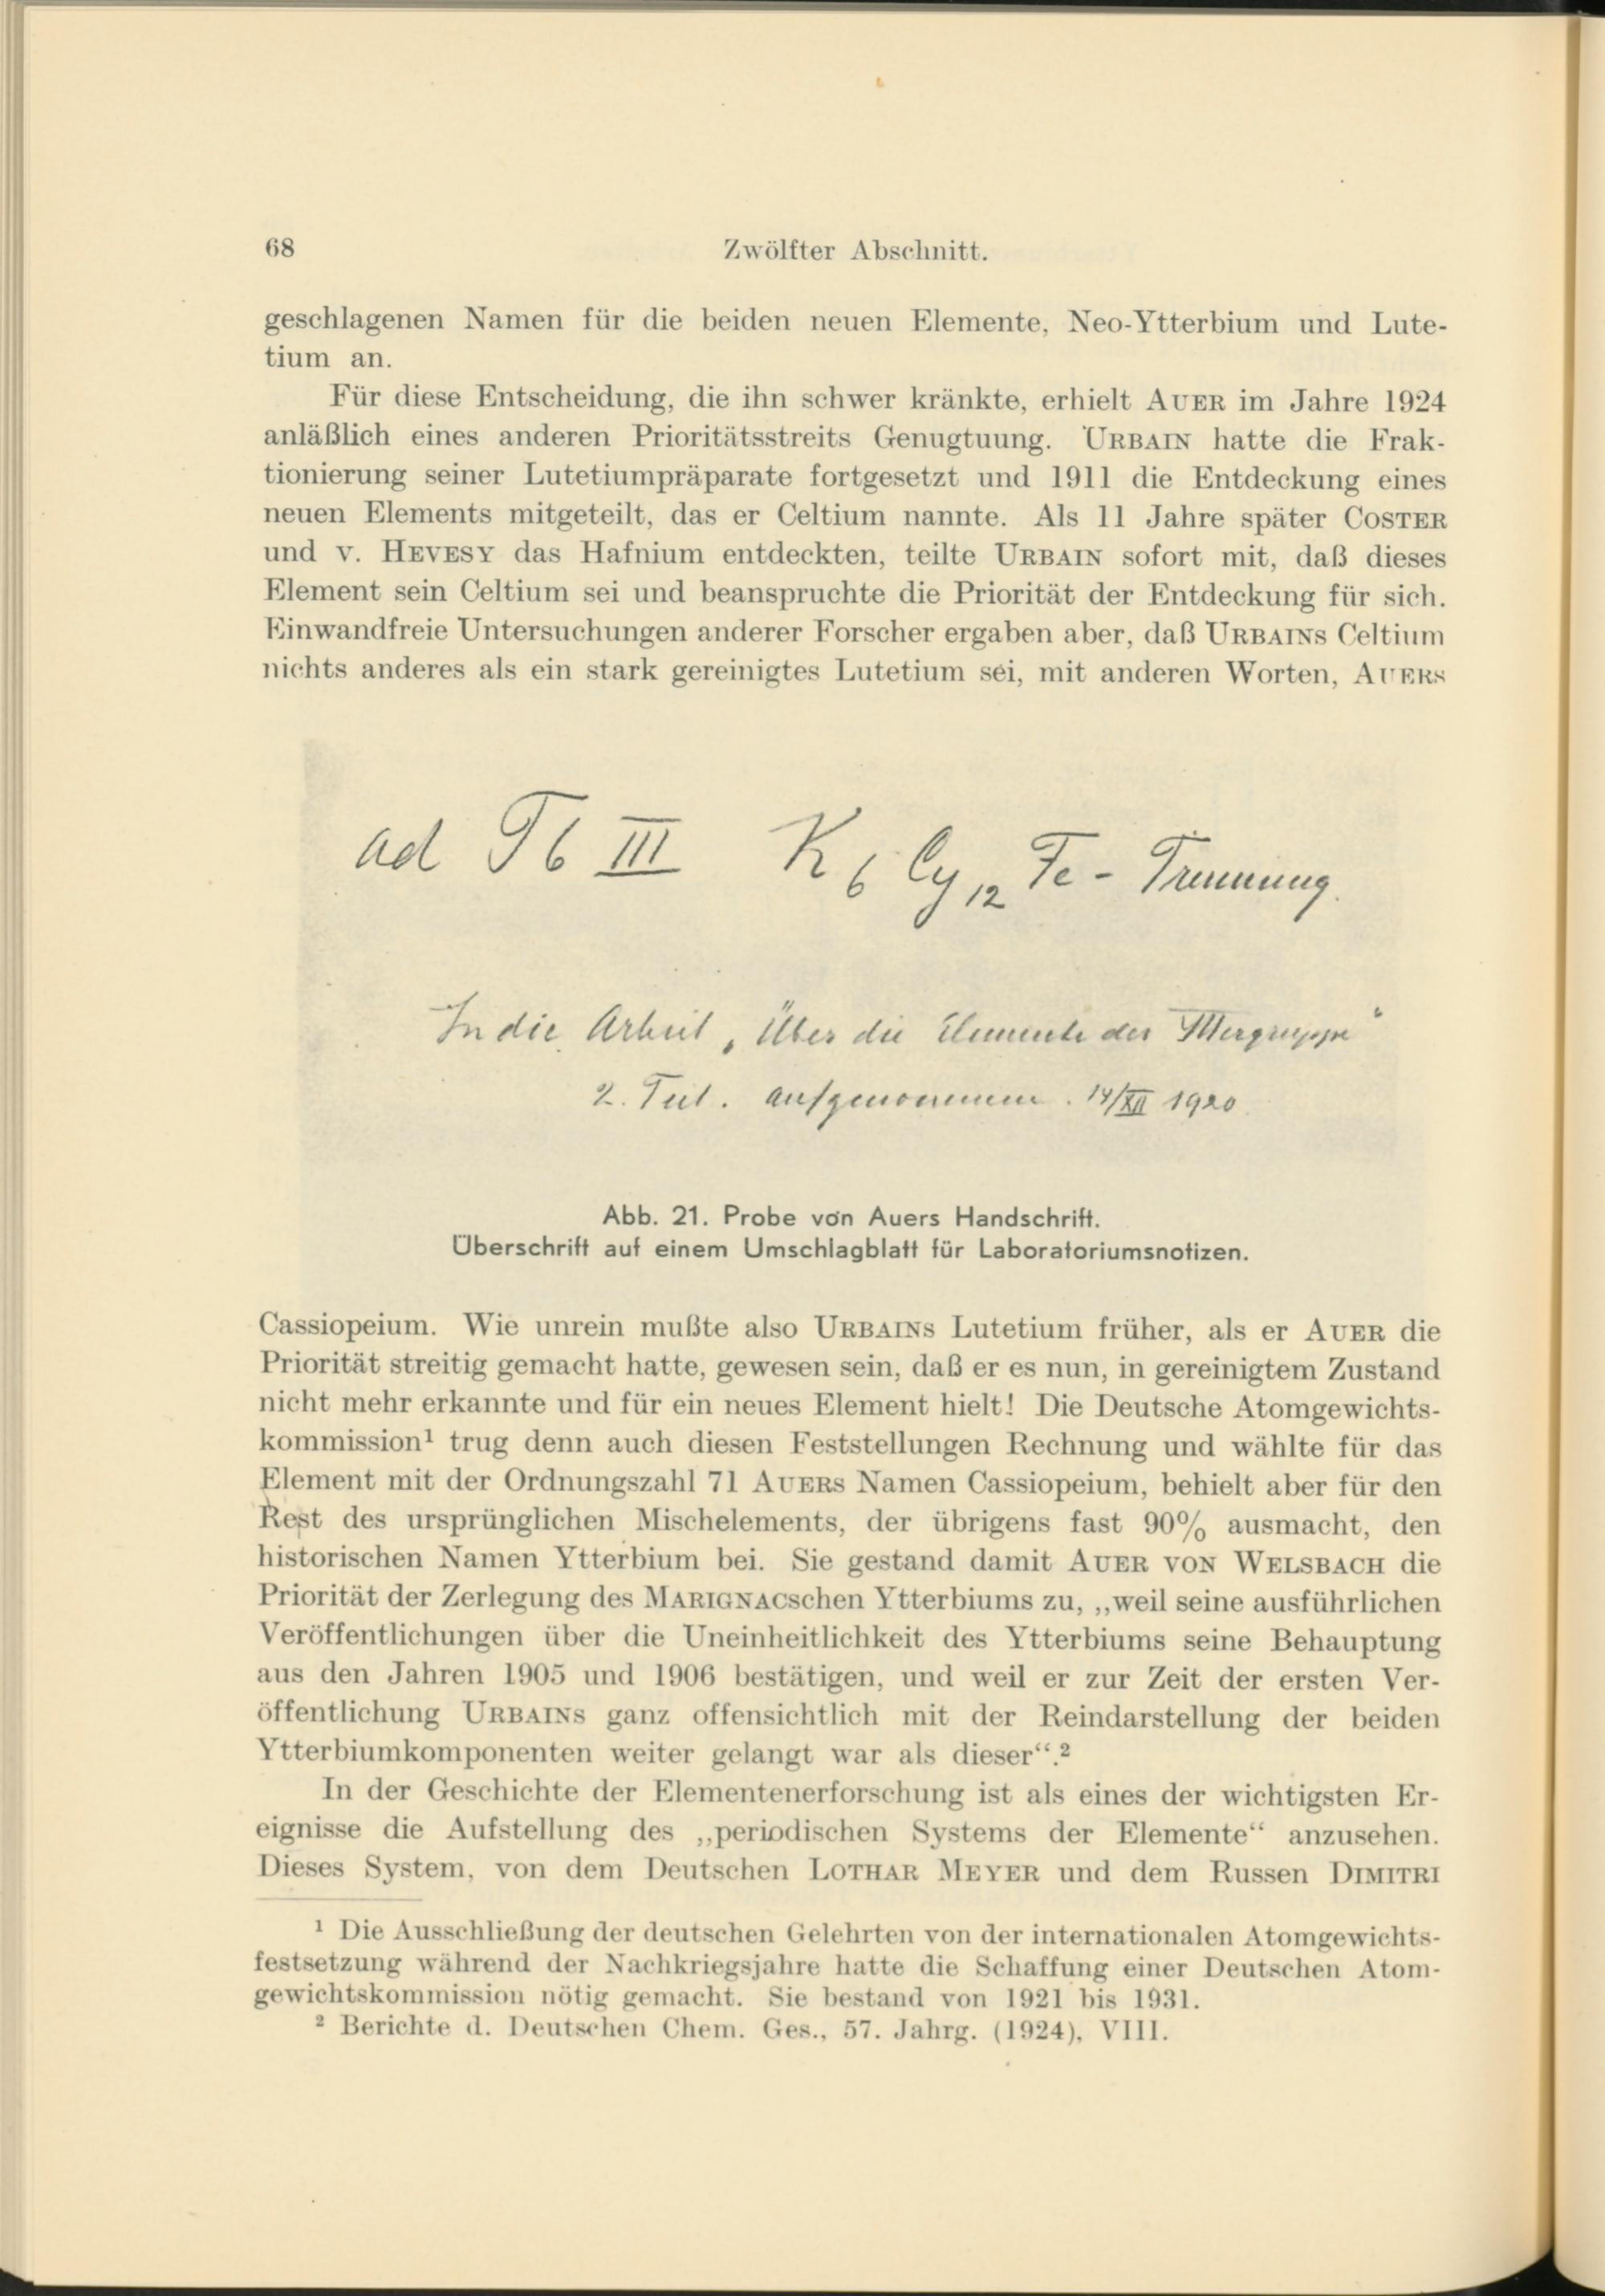 68
Zwölfter Abschnitt.
geschlagenen Namen für die beiden neuen Elemente, Neo-Ytterbium und Lute-
tium an.
Für diese Entscheidung, die ihn schwer kränkte, erhielt AUER im Jahre 1924
anläßlich eines anderen Prioritätsstreits Genugtuung. URBAIN hatte die Frak-
tionierung seiner Lutetiumpräparate fortgesetzt und 1911 die Entdeckung eines
neuen Elements mitgeteilt, das er Celtium nannte. Als 11 Jahre später COSTER
und v. HEVESY das Hafnium entdeckten, teilte URBAIN sofort mit, daß dieses
Element sein Celtium sei und beanspruchte die Priorität der Entdeckung für sich.
Einwandfreie Untersuchungen anderer Forscher ergaben aber, daß URBAINs Celtium
nichts anderes als ein stark gereinigtes Lutetium sei, mit anderen Worten, AUERs
ad Tb III K6 Cy12 Fe - Trennung.
In die Arbeit „Über die Elemente der Yttergruppe“
2. Teil. aufgenommen. 14/XII 1920
Abb. 21. Probe von Auers Handschrift.
Überschrift auf einem Umschlagblatt für Laboratoriumsnotizen.
Cassiopeium. Wie unrein mußte also URBAINs Lutetium früher, als er AUER die
Priorität streitig gemacht hatte, gewesen sein, daß er es nun, in gereinigtem Zustand
nicht mehr erkannte und für ein neues Element hielt! Die Deutsche Atomgewichts-
kommission¹ trug denn auch diesen Feststellungen Rechnung und wählte für das
Element mit der Ordnungszahl 71 AUERs Namen Cassiopeium, behielt aber für den
Rest des ursprünglichen Mischelements, der übrigens fast 90% ausmacht, den
historischen Namen Ytterbium bei. Sie gestand damit AUER VON WELSBACH die
Priorität der Zerlegung des MARIGNACschen Ytterbiums zu, „weil seine ausführlichen
Veröffentlichungen über die Uneinheitlichkeit des Ytterbiums seine Behauptung
aus den Jahren 1905 und 1906 bestätigen, und weil er zur Zeit der ersten Ver-
öffentlichung URBAINs ganz offensichtlich mit der Reindarstellung der beiden
Ytterbiumkomponenten weiter gelangt war als dieser“.²
In der Geschichte der Elementenerforschung ist als eines der wichtigsten Er-
eignisse die Aufstellung des „periodischen Systems der Elemente“ anzusehen.
Dieses System, von dem Deutschen LOTHAR MEYER und dem Russen DIMITRI
¹ Die Ausschließung der deutschen Gelehrten von der internationalen Atomgewichts-
festsetzung während der Nachkriegsjahre hatte die Schaffung einer Deutschen Atom-
gewichtskommission nötig gemacht. Sie bestand von 1921 bis 1931.
² Berichte d. Deutschen Chem. Ges., 57. Jahrg. (1924), VIII.